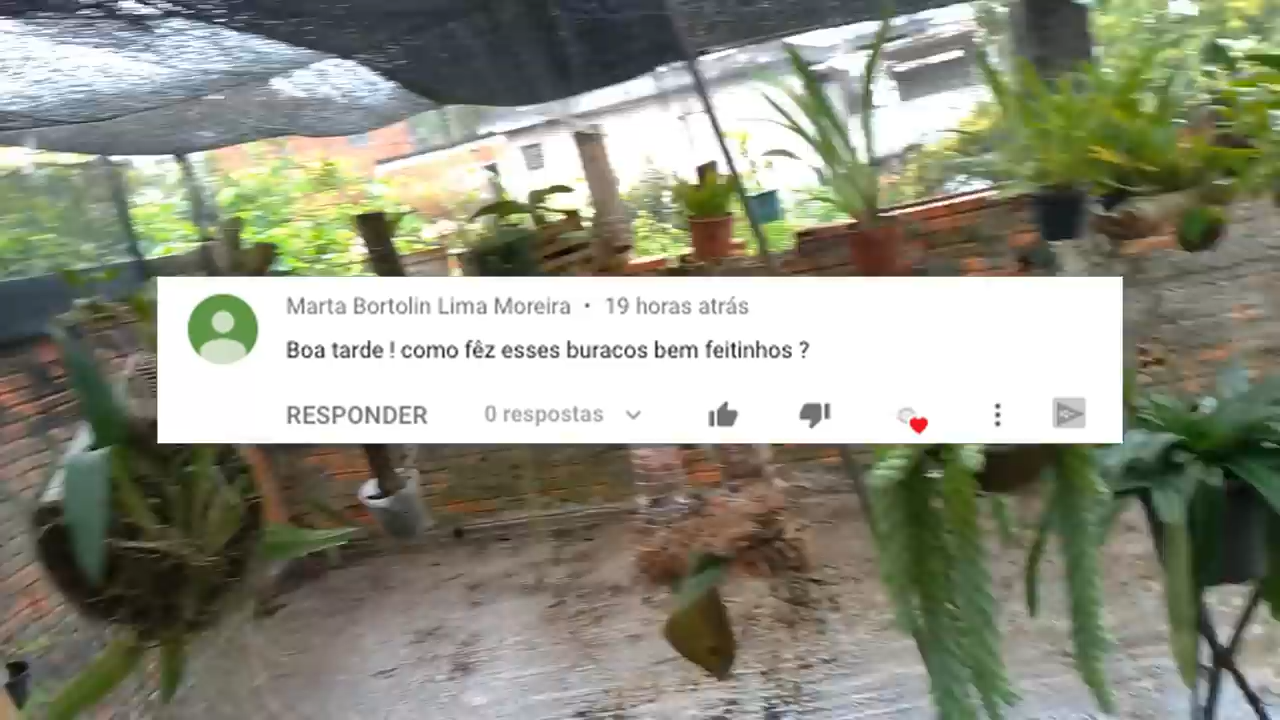 Marta Bortolin Lima Moreira • 19 horas atrás
Boa tarde ! como fêz esses buracos bem feitinhos ?
RESPONDER 0 respostas